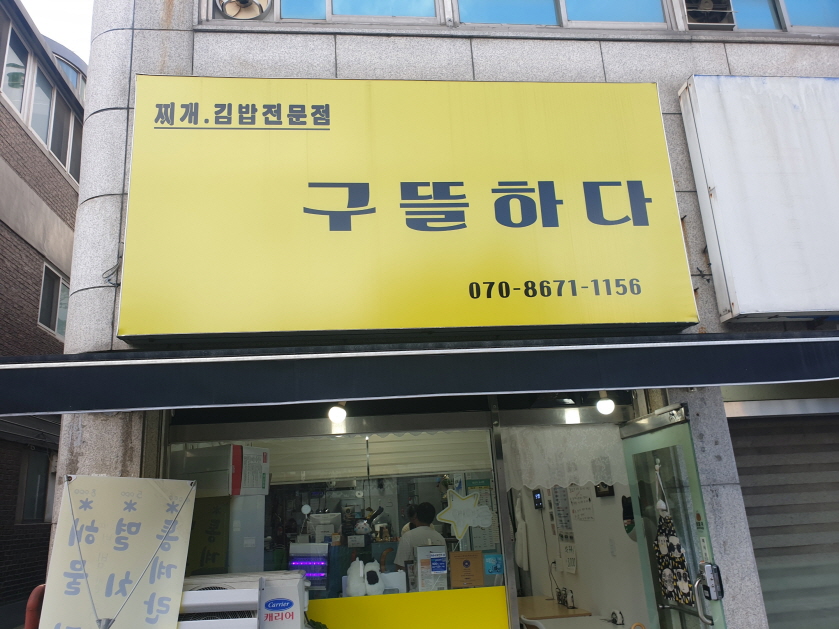 찌개.김밥전문점
구뜰하다
070-8671-1156
Carrier
캐리어